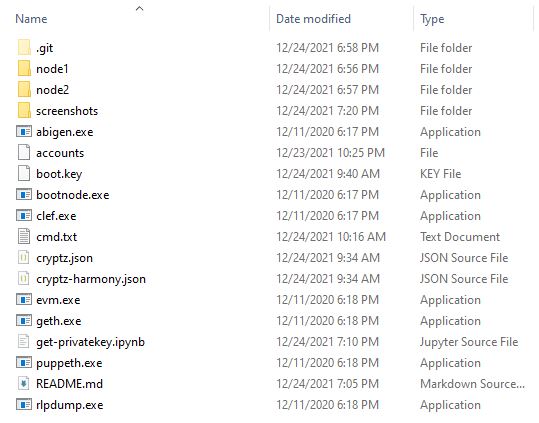 Name Date modified Type
.git 12/24/2021 6:58 PM File folder
node1 12/24/2021 6:56 PM File folder
node2 12/24/2021 6:57 PM File folder
screenshots 12/24/2021 7:20 PM File folder
abigen.exe 12/11/2020 6:17 PM Application
accounts 12/23/2021 10:25 PM File
boot.key 12/24/2021 9:40 AM KEY File
bootnode.exe 12/11/2020 6:17 PM Application
clef.exe 12/11/2020 6:17 PM Application
cmd.txt 12/24/2021 10:16 AM Text Document
cryptz.json 12/24/2021 9:34 AM JSON Source File
cryptz-harmony.json 12/24/2021 9:34 AM JSON Source File
evm.exe 12/11/2020 6:18 PM Application
geth.exe 12/11/2020 6:18 PM Application
get-privatekey.ipynb 12/24/2021 7:10 PM Jupyter Source File
puppeth.exe 12/11/2020 6:18 PM Application
README.md 12/24/2021 7:05 PM Markdown Source...
rlpdump.exe 12/11/2020 6:18 PM Application